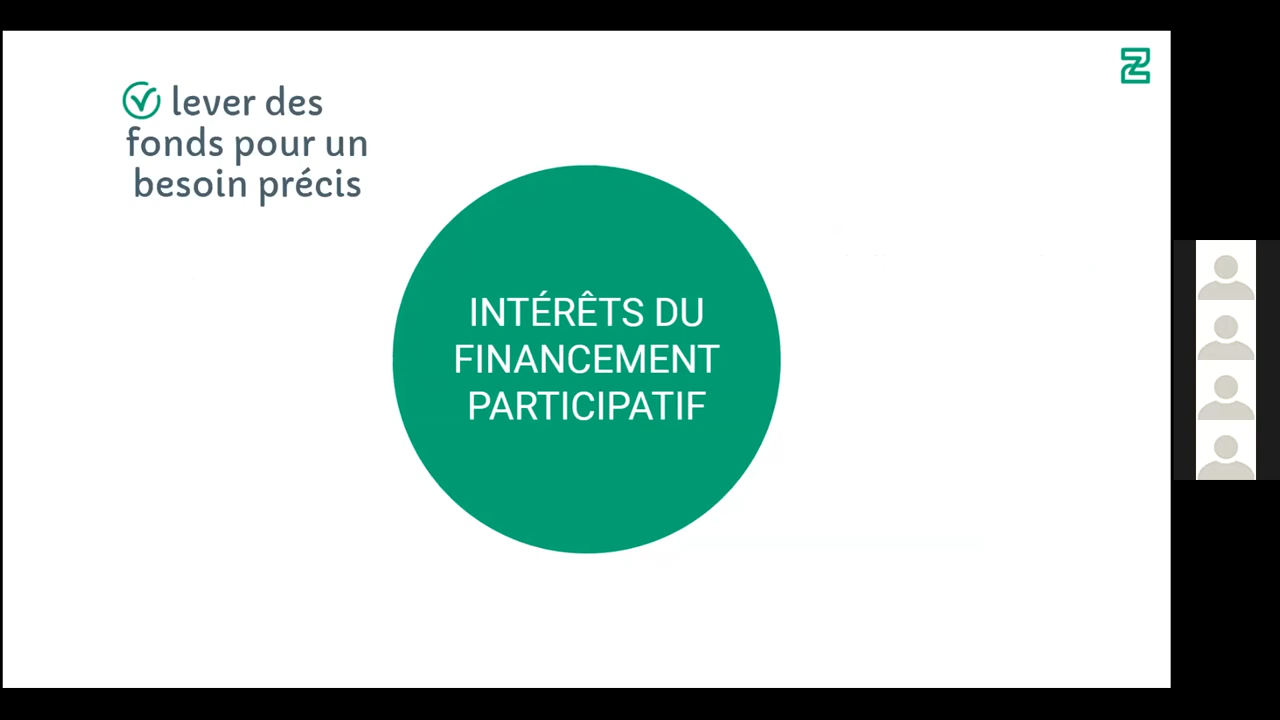 lever des
fonds pour un
besoin précis
INTÉRÊTS DU
FINANCEMENT
PARTICIPATIF